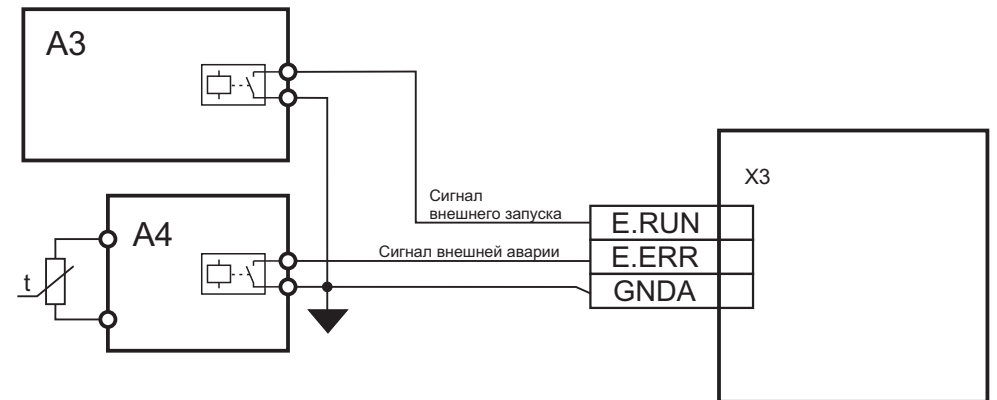 A3
X3
Сигнал
внешнего запуска
E.RUN
A4
Сигнал внешней аварии
E.ERR
t
GNDA